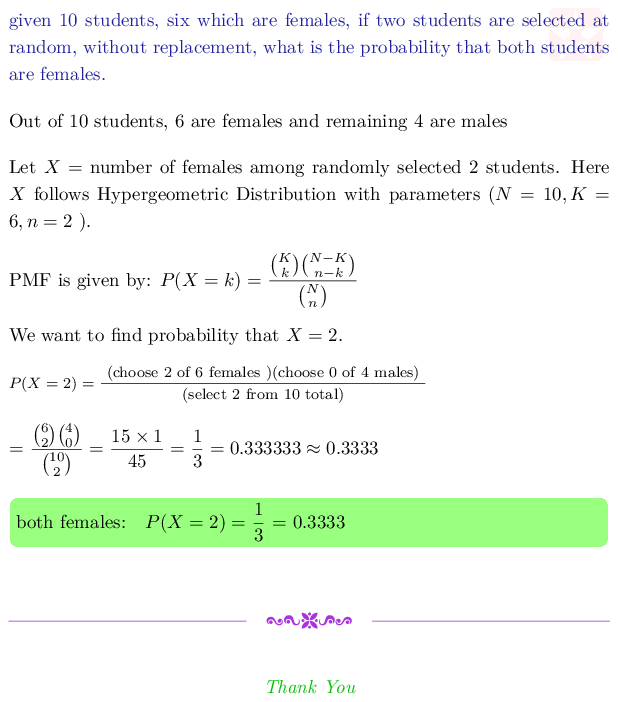 given 10 students, six which are females, if two students are selected at
random, without replacement, what is the probability that both students
are females.
Out of 10 students, 6 are females and remaining 4 are males
Let X = number of females among randomly selected 2 students. Here
X follows Hypergeometric Distribution with parameters (N = 10, K =
6, n = 2 ).
PMF is given by: P(X = k) = \frac{\binom{K}{k}\binom{N-K}{n-k}}{\binom{N}{n}}
We want to find probability that X = 2.
P(X = 2) = \frac{(choose 2 of 6 females )(choose 0 of 4 males)}{(select 2 from 10 total)}
= \frac{\binom{6}{2}\binom{4}{0}}{\binom{10}{2}} = \frac{15 × 1}{45} = \frac{1}{3} = 0.333333 ≈ 0.3333
both females: P(X = 2) = \frac{1}{3} = 0.3333
Thank You